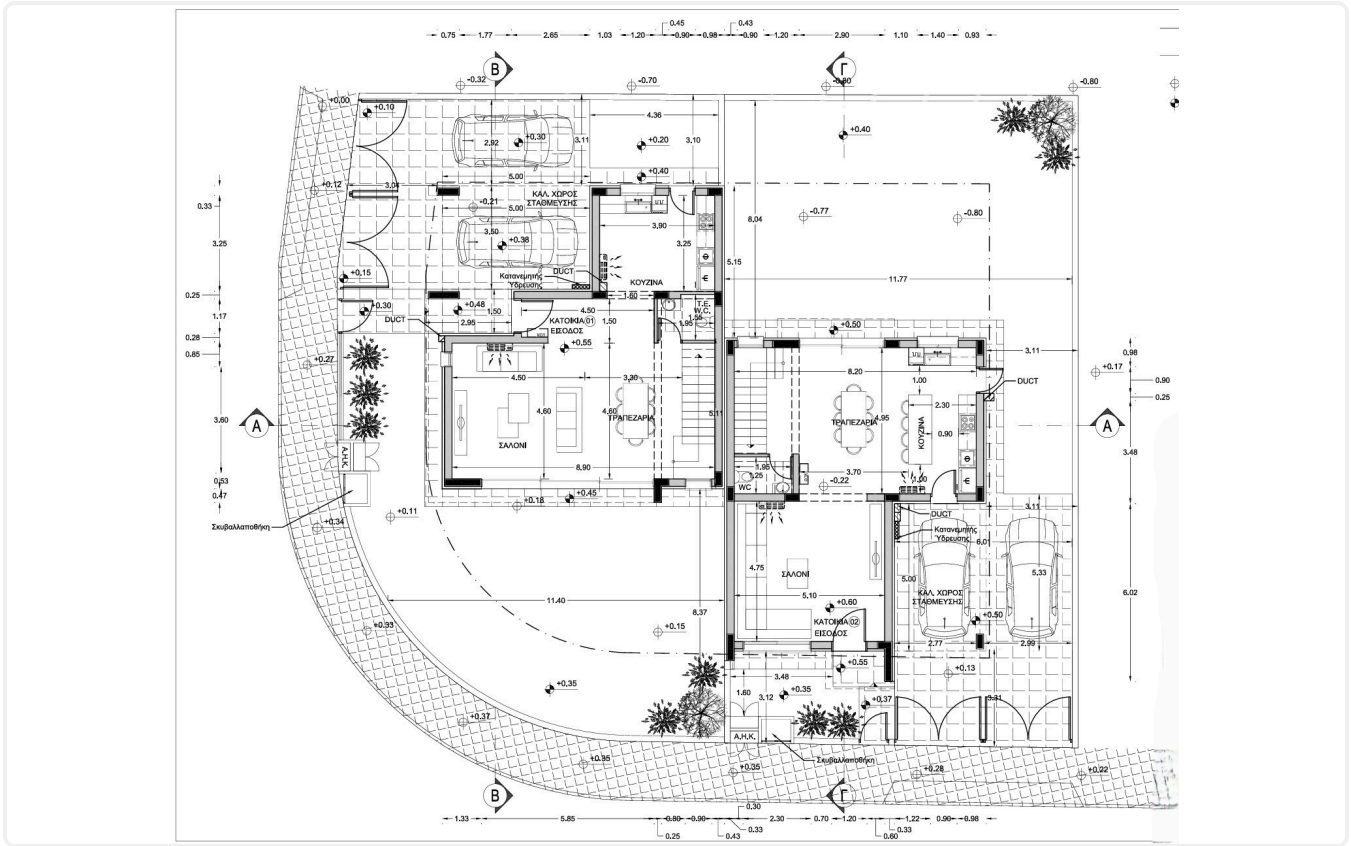 0.45 0.43
0.75 1.77 2.65 1.03 1.20 0.90 0.98 0.90 1.20 2.90 1.10 1.40 0.93
B Γ
-0.32 -0.70 -0.80 -0.80
+0.00 +0.10
4.36
2.92 +0.30 3.11 +0.20 3.10 +0.40
+0.40
5.00
+0.12 3.04
ΚΑΛ. ΧΩΡΟΣ
ΣΤΑΘΜΕΥΣΗΣ
-0.21
5.00
0.33
-0.77 -0.80
8.04
3.50 +0.38 3.90
3.25 3.25
5.15
DUCT
+0.15 Κατανεμητής
Ύδρευσης
ΚΟΥΖΙΝΑ
11.77
0.25 1.60
+0.30 +0.48 1.50 4.50 1.50
Τ.Ε.
W.C.
1.55
1.17
DUCT 2.95 ΚΑΤΟΙΚΙΑ 01
ΕΙΣΟΔΟΣ
1.95
+0.50
0.28
+0.55
0.85
+0.27
3.11 0.98
+0.17
4.50 3.30 8.20 1.00
DUCT
0.90
0.25
2.30
3.60 4.60 4.60 5.11
A A
ΤΡΑΠΕΖΑΡΙΑ ΤΡΑΠΕΖΑΡΙΑ 4.95
ΚΟΥΖΙΝΑ
0.90
ΣΑΛΟΝΙ
3.48
Α.Η.Κ.
8.90 1.95 3.70
1.25
WC
1.00
0.53
0.47
-0.22
+0.45
+0.18
3.11
Σκυβαλλαποθήκη
+0.34 +0.11
DUCT
Κατανεμητής
Ύδρευσης
6.01
4.75 ΣΑΛΟΝΙ 5.00 5.33
6.02
5.10
ΚΑΛ. ΧΩΡΟΣ
ΣΤΑΘΜΕΥΣΗΣ
11.40 8.37
+0.60
+0.50
ΚΑΤΟΙΚΙΑ 02
ΕΙΣΟΔΟΣ
+0.33 +0.15
2.77 2.99
+0.55 +0.13
3.48
+0.35 1.60 3.12 +0.35 +0.37 3.31
+0.37
Α.Η.Κ.
Σκυβαλλαποθήκη
+0.35 +0.35 +0.28 +0.22
B Γ
0.30
1.33 5.85 0.80 0.90 2.30 0.70 1.20 1.22 0.90 0.98
0.33 0.33
0.25 0.43 0.60